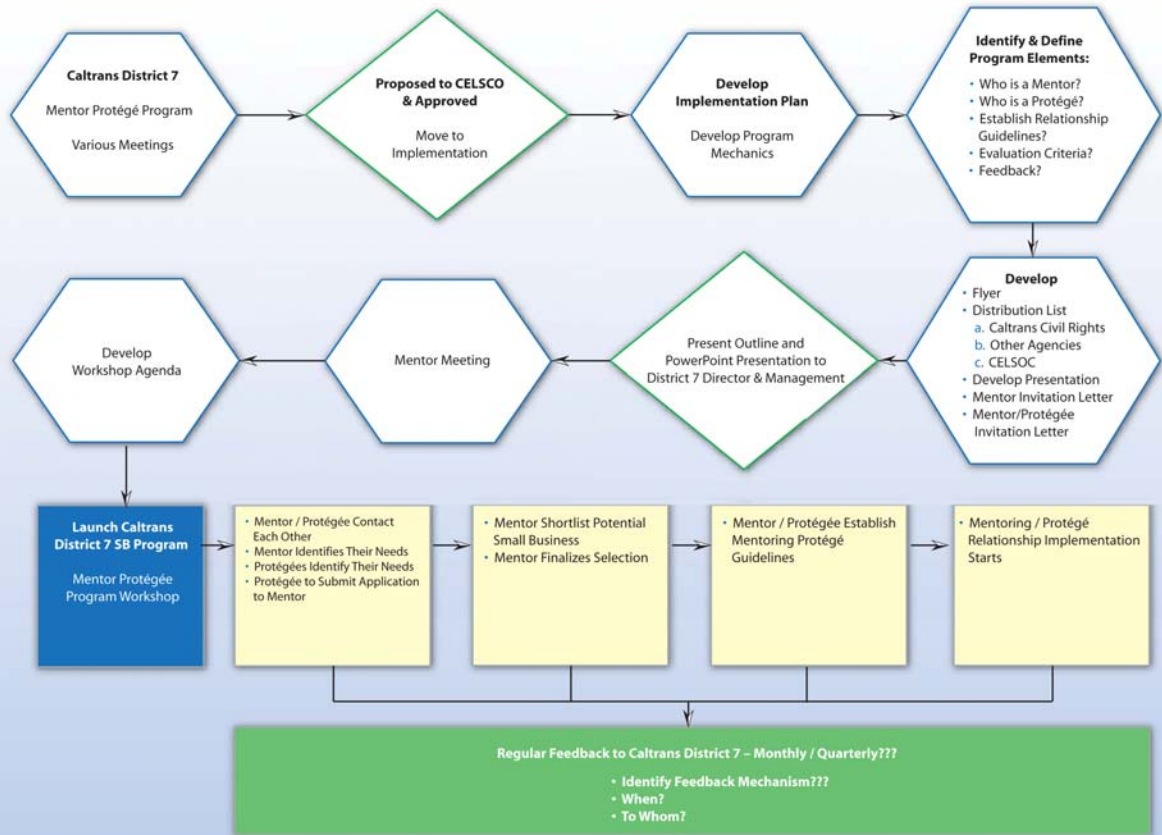 Caltrans District 7
Mentor Protégé Program
Various Meetings
Proposed to CELSCO
& Approved
Move to
Implementation
Develop
Implementation Plan
Develop Program
Mechanics
Identify & Define
Program Elements:
• Who is a Mentor?
• Who is a Protégé?
• Establish Relationship
Guidelines?
• Evaluation Criteria?
• Feedback?
Develop
• Flyer
• Distribution List
a. Caltrans Civil Rights
b. Other Agencies
c. CELSOC
• Develop Presentation
• Mentor Invitation Letter
• Mentor/Protégée
Invitation Letter
Present Outline and
PowerPoint Presentation to
District 7 Director & Management
Mentor Meeting
Develop
Workshop Agenda
Launch Caltrans
District 7 SB Program
Mentor Protégée
Program Workshop
• Mentor / Protégée Contact
Each Other
• Mentor Identifies Their Needs
• Protégées Identify Their Needs
• Protégée to Submit Application
to Mentor
• Mentor Shortlist Potential
Small Business
• Mentor Finalizes Selection
• Mentor / Protégée Establish
Mentoring Protégé
Guidelines
• Mentoring / Protégé
Relationship Implementation
Starts
Regular Feedback to Caltrans District 7 – Monthly / Quarterly???
• Identify Feedback Mechanism???
• When?
• To Whom?